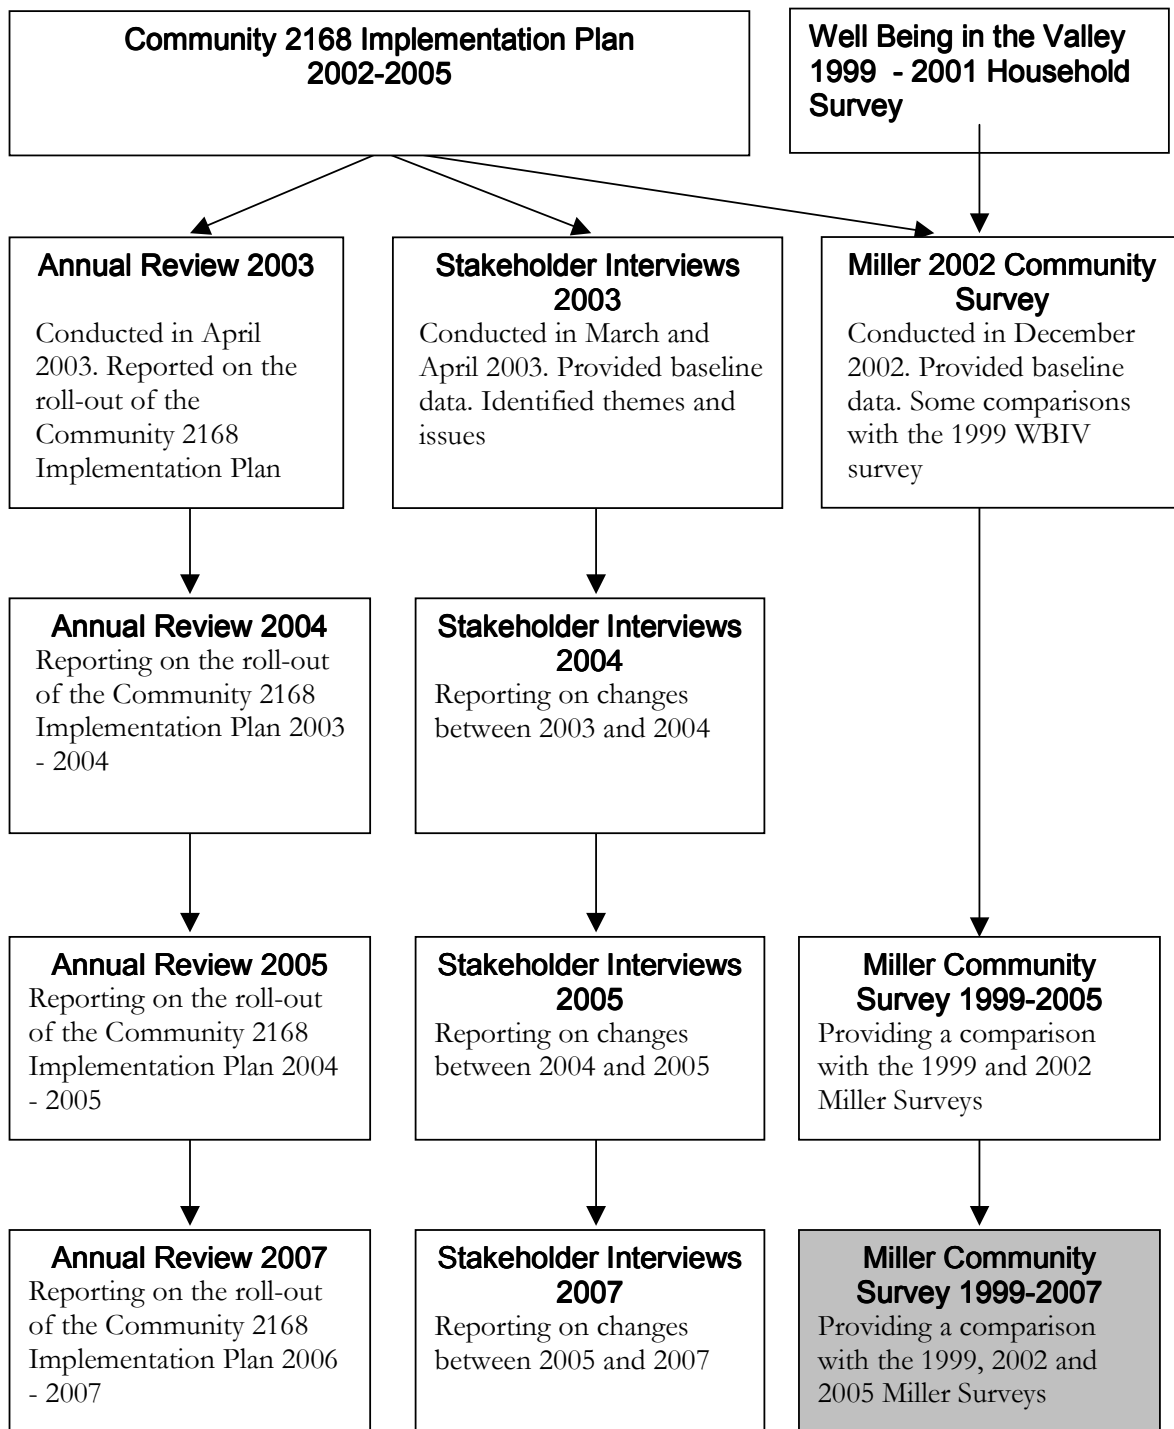 Community 2168 Implementation Plan
2002-2005
Well Being in the Valley
1999 - 2001 Household
Survey
Annual Review 2003
Conducted in April
2003. Reported on the
roll-out of the
Community 2168
Implementation Plan
Stakeholder Interviews
2003
Conducted in March and
April 2003. Provided baseline
data. Identified themes and
issues
Miller 2002 Community
Survey
Conducted in December
2002. Provided baseline
data. Some comparisons
with the 1999 WBIV
survey
Annual Review 2004
Reporting on the roll-out
of the Community 2168
Implementation Plan 2003
- 2004
Stakeholder Interviews
2004
Reporting on changes
between 2003 and 2004
Annual Review 2005
Reporting on the roll-out
of the Community 2168
Implementation Plan 2004
- 2005
Stakeholder Interviews
2005
Reporting on changes
between 2004 and 2005
Miller Community
Survey 1999-2005
Providing a comparison
with the 1999 and 2002
Miller Surveys
Annual Review 2007
Reporting on the roll-out
of the Community 2168
Implementation Plan 2006
- 2007
Stakeholder Interviews
2007
Reporting on changes
between 2005 and 2007
Miller Community
Survey 1999-2007
Providing a comparison
with the 1999, 2002 and
2005 Miller Surveys